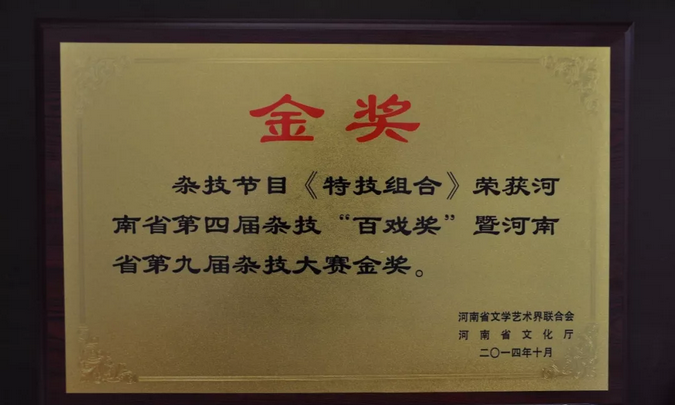 金奖
杂技节目《特技组合》荣获河
南省第四届杂技“百戏奖”暨河南
省第九届杂技大赛金奖。
河南省文学艺术界联合会
河南省文化厅
二〇一四年十月